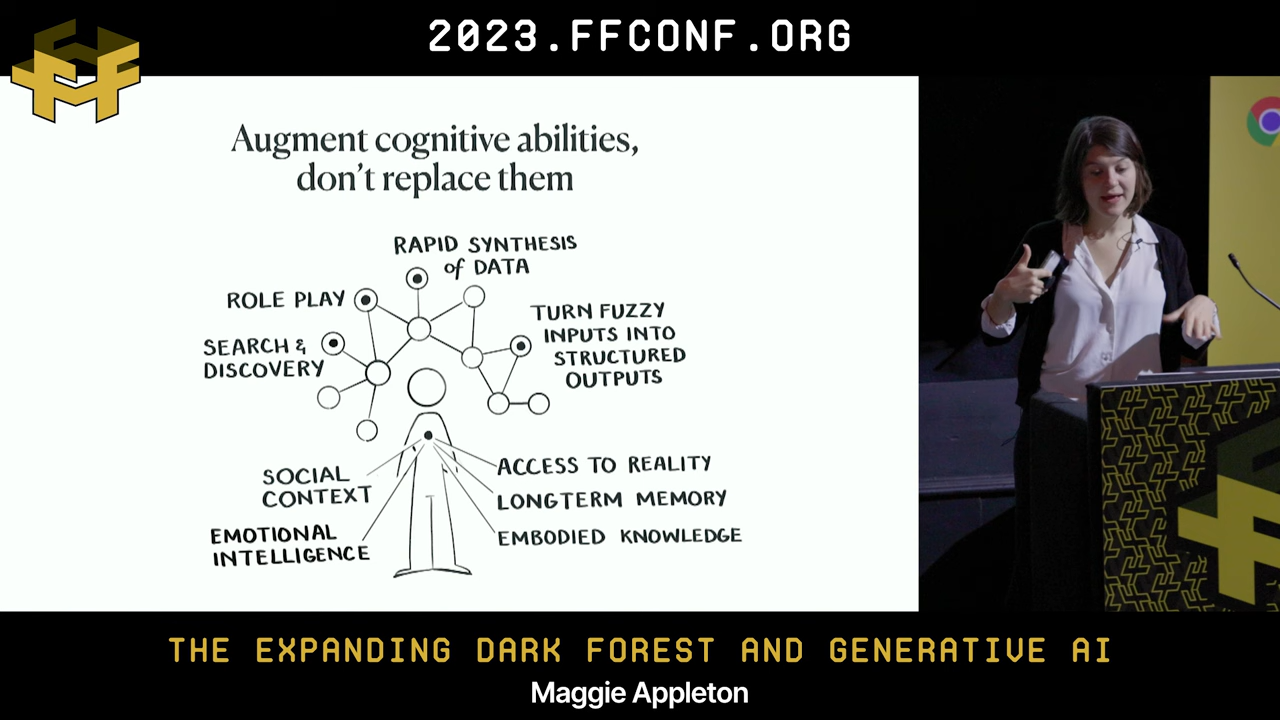 2023.FFCONF.ORG
Augment cognitive abilities,
don't replace them
RAPID SYNTHESIS
of DATA
ROLE PLAY
TURN FUZZY
INPUTS INTO
STRUCTURED
OUTPUTS
SEARCH &
DISCOVERY
SOCIAL
CONTEXT
EMOTIONAL
INTELLIGENCE
ACCESS TO REALITY
LONGTERM MEMORY
EMBODIED KNOWLEDGE
THE EXPANDING DARK FOREST AND GENERATIVE AI
Maggie Appleton